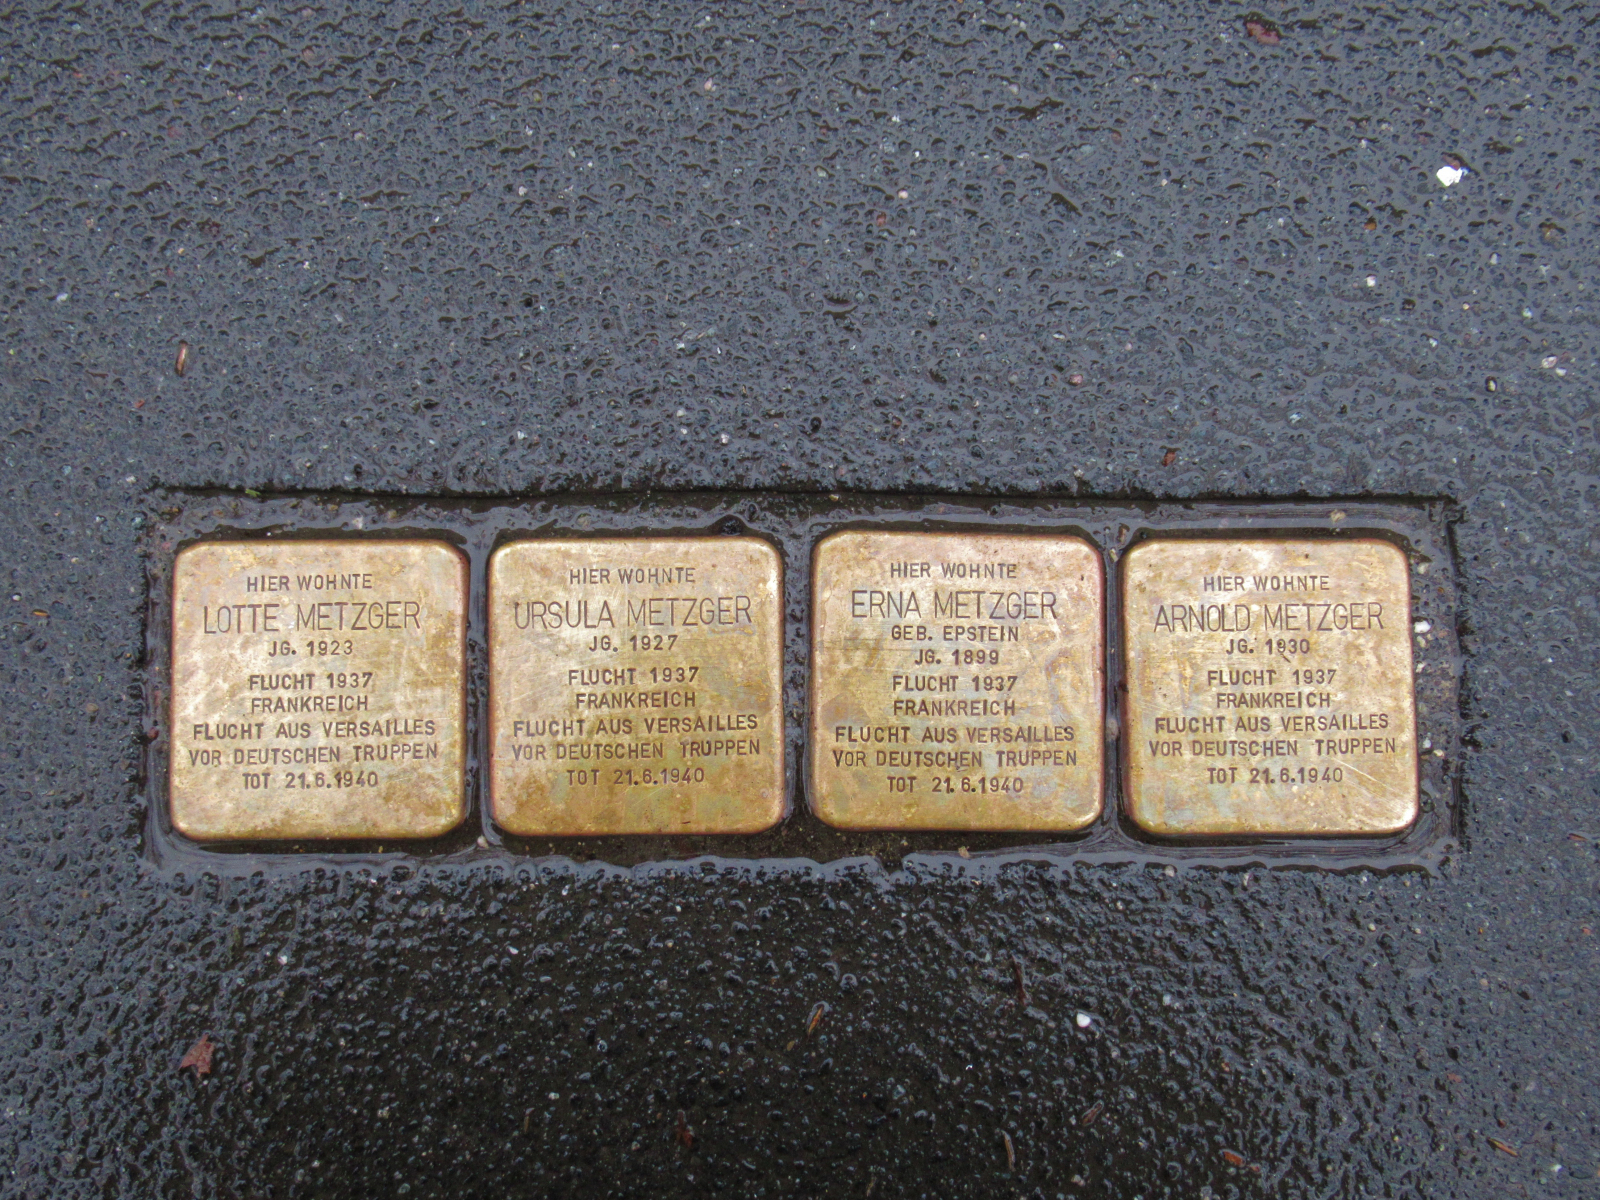 HIER WOHNTE
LOTTE METZGER
JG. 1923
FLUCHT 1937
FRANKREICH
FLUCHT AUS VERSAILLES
VOR DEUTSCHEN TRUPPEN
TOT 21.6.1940
HIER WOHNTE
URSULA METZGER
JG. 1927
FLUCHT 1937
FRANKREICH
FLUCHT AUS VERSAILLES
VOR DEUTSCHEN TRUPPEN
TOT 21.6.1940
HIER WOHNTE
ERNA METZGER
GEB. EPSTEIN
JG. 1899
FLUCHT 1937
FRANKREICH
FLUCHT AUS VERSAILLES
VOR DEUTSCHEN TRUPPEN
TOT 21.6.1940
HIER WOHNTE
ARNOLD METZGER
JG. 1930
FLUCHT 1937
FRANKREICH
FLUCHT AUS VERSAILLES
VOR DEUTSCHEN TRUPPEN
TOT 21.6.1940